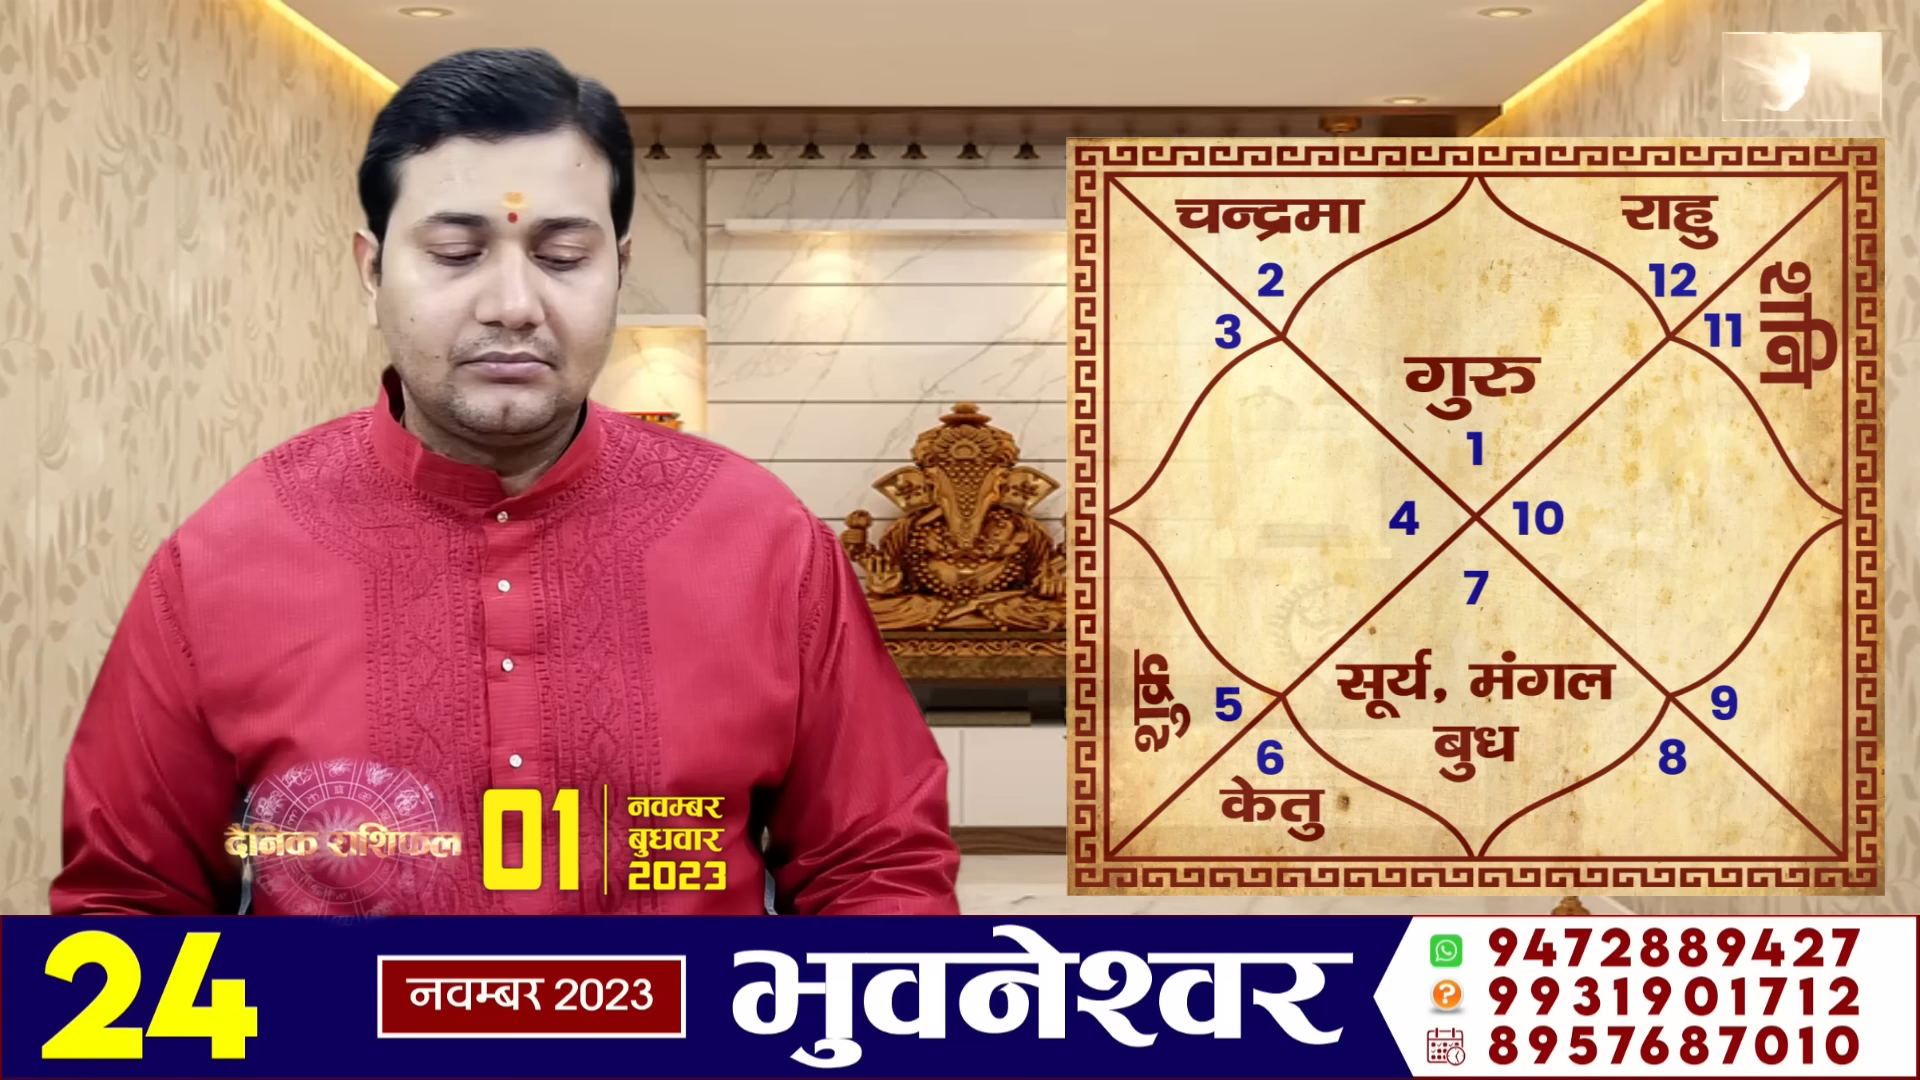 चन्द्रमा
राहु
2
12
3
11
शनि
गुरु
1
4
10
7
शुक्र
5
सूर्य, मंगल
9
बुध
6
8
केतु
दैनिक राशिफल
01
नवम्बर
बुधवार
2023
24
नवम्बर 2023
भुवनेश्वर
9472889427
9931901712
8957687010